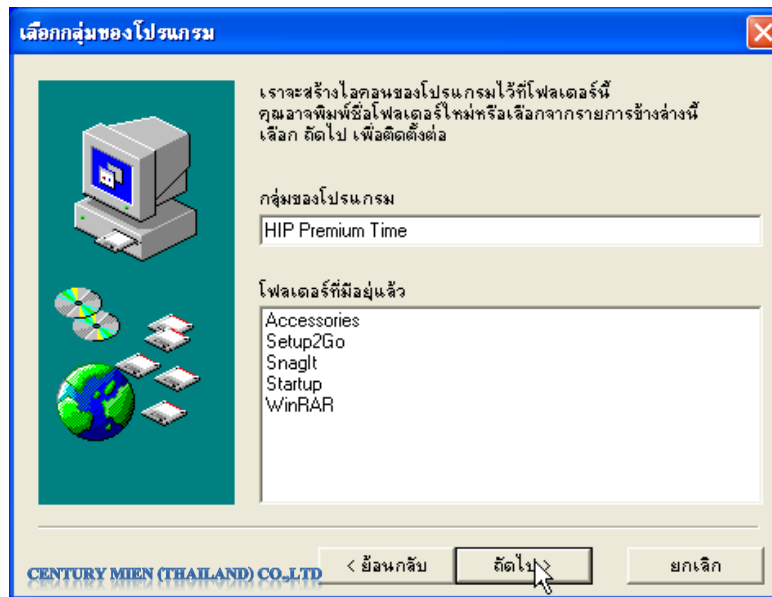 เลือกกลุ่มของโปรแกรม
เราจะสร้างไอคอนของโปรแกรมไว้ที่โฟลเดอร์นี้
คุณอาจพิมพ์ชื่อโฟลเดอร์ใหม่หรือเลือกจากรายการข้างล่างนี้
เลือก ถัดไป เพื่อติดตั้งต่อ
กลุ่มของโปรแกรม
HIP Premium Time
โฟลเดอร์ที่มีอยู่แล้ว
Accessories
Setup2Go
SnagIt
Startup
WinRAR
< ย้อนกลับ
ถัดไป >
ยกเลิก
CENTURY MIEN (THAILAND) CO.,LTD